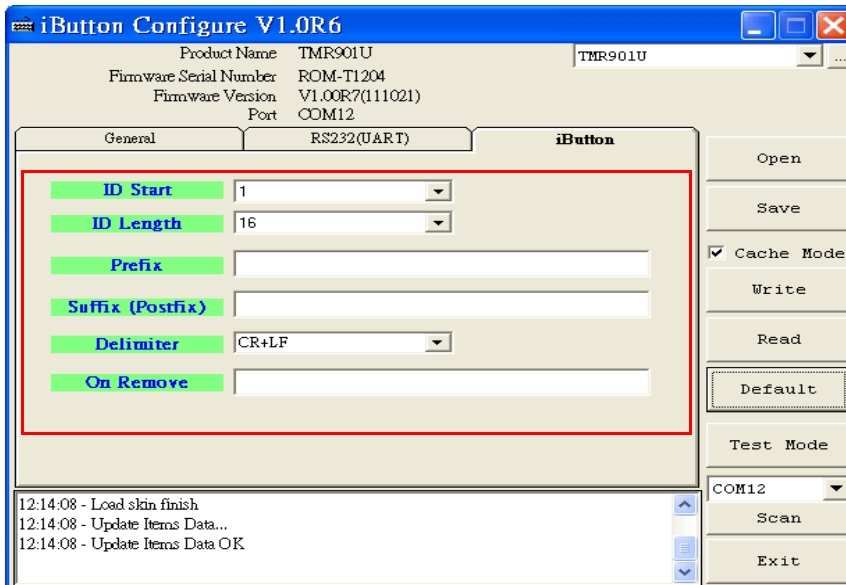 iButton Configure V1.0R6
Product Name TMR901U
TMR901U
...
Firmware Serial Number ROM-T1204
Firmware Version V1.00R7(111021)
Port COM12
General RS232(UART) iButton
ID Start 1
ID Length 16
Prefix
Suffix (Postfix)
Delimiter CR+LF
On Remove
Open
Save
Cache Mode
Write
Read
Default
Test Mode
COM12
Scan
Exit
12:14:08 - Load skin finish
12:14:08 - Update Items Data...
12:14:08 - Update Items Data OK